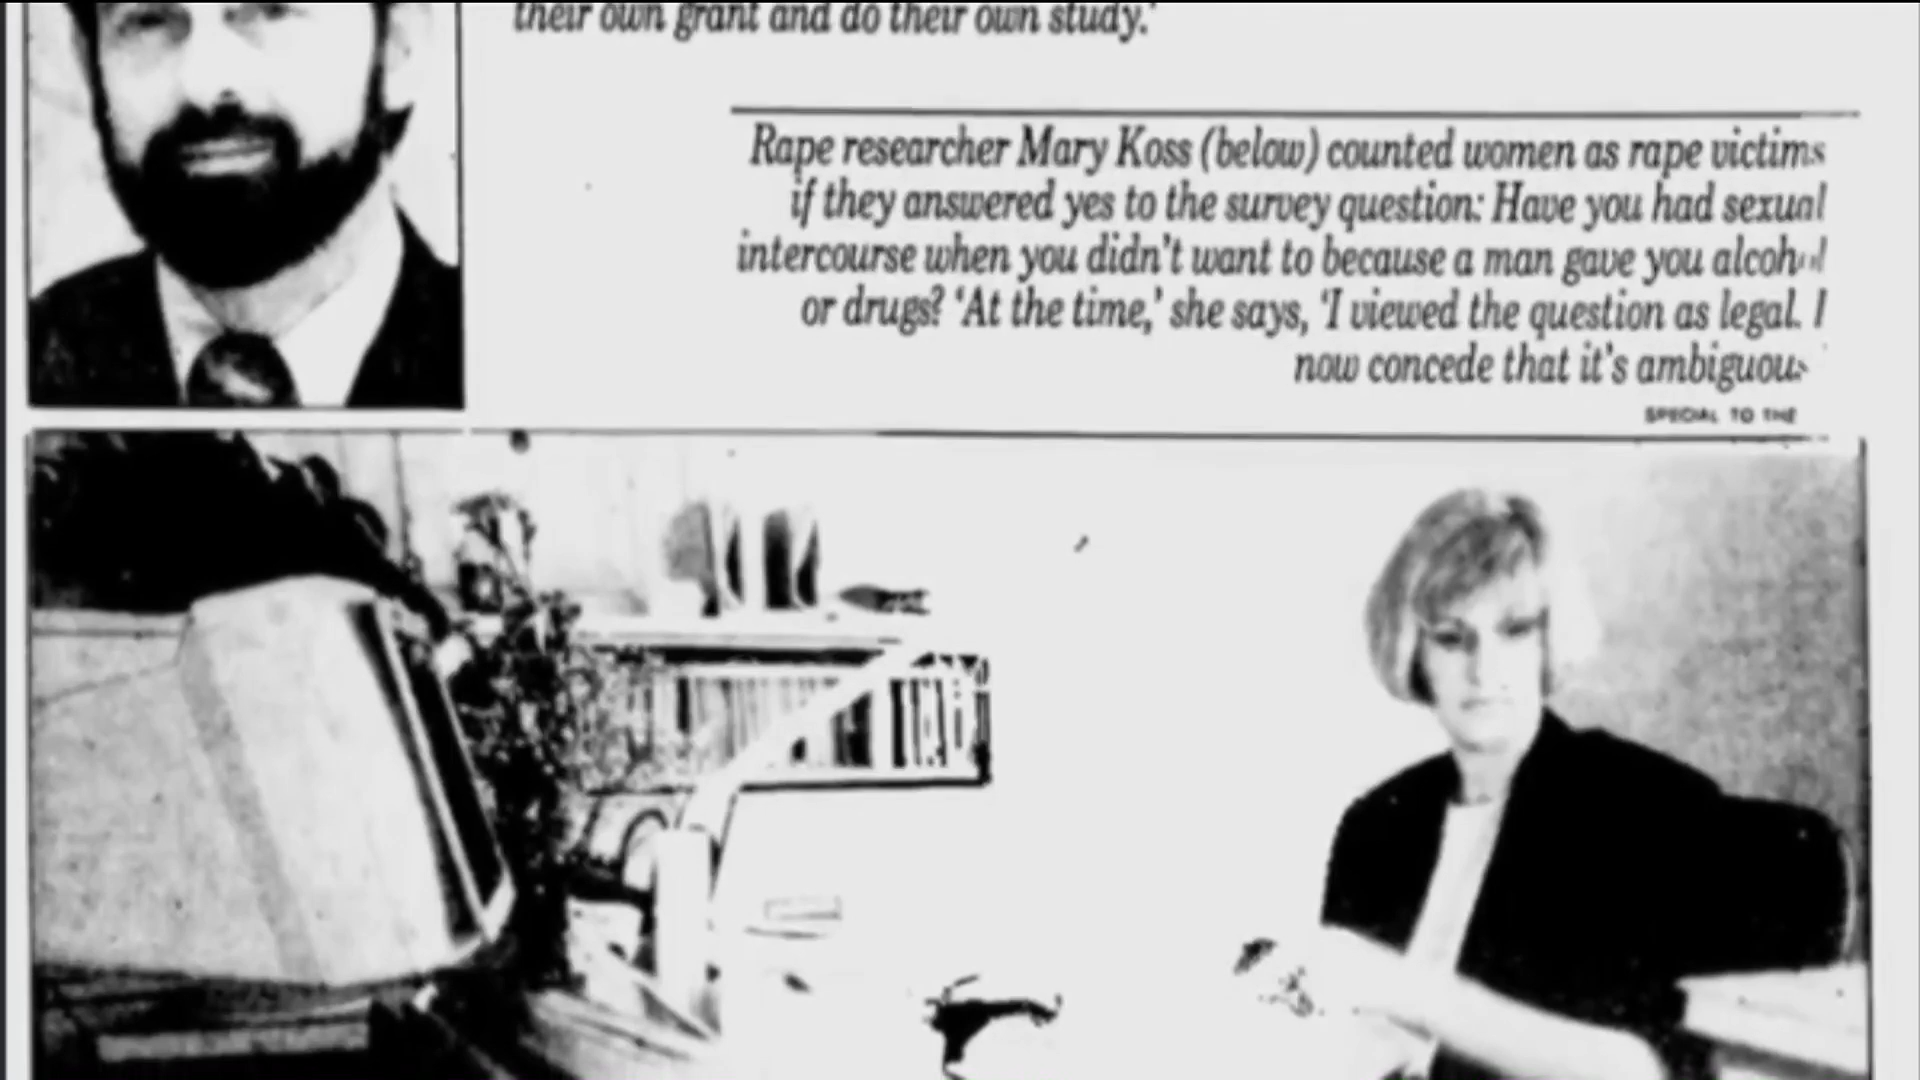 their own grant and do their own study.'
Rape researcher Mary Koss (below) counted women as rape victims
if they answered yes to the survey question: Have you had sexual
intercourse when you didn't want to because a man gave you alcohol
or drugs? 'At the time,' she says, 'I viewed the question as legal. I
now concede that it's ambiguous
SPECIAL TO THE